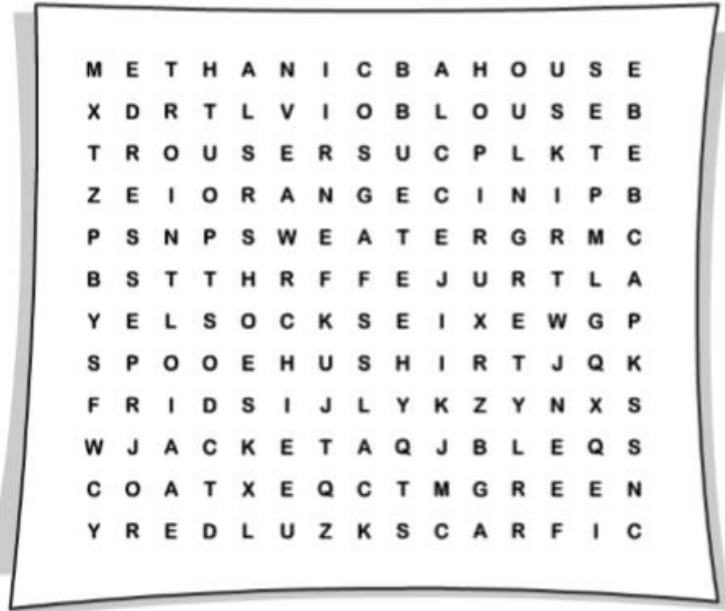 M E T H A N I C B A H O U S E
X D R T L V I O B L O U S E B
T R O U S E R S U C P L K T E
Z E I O R A N G E C I N I P B
P S N P S W E A T E R G R M C
B S T T H R F F E J U R T L A
Y E L S O C K S E I X E W G P
S P O O E H U S H I R T J Q K
F R I D S I J L Y K Z Y N X S
W J A C K E T A Q J B L E Q S
C O A T X E Q C T M G R E E N
Y R E D L U Z K S C A R F I C